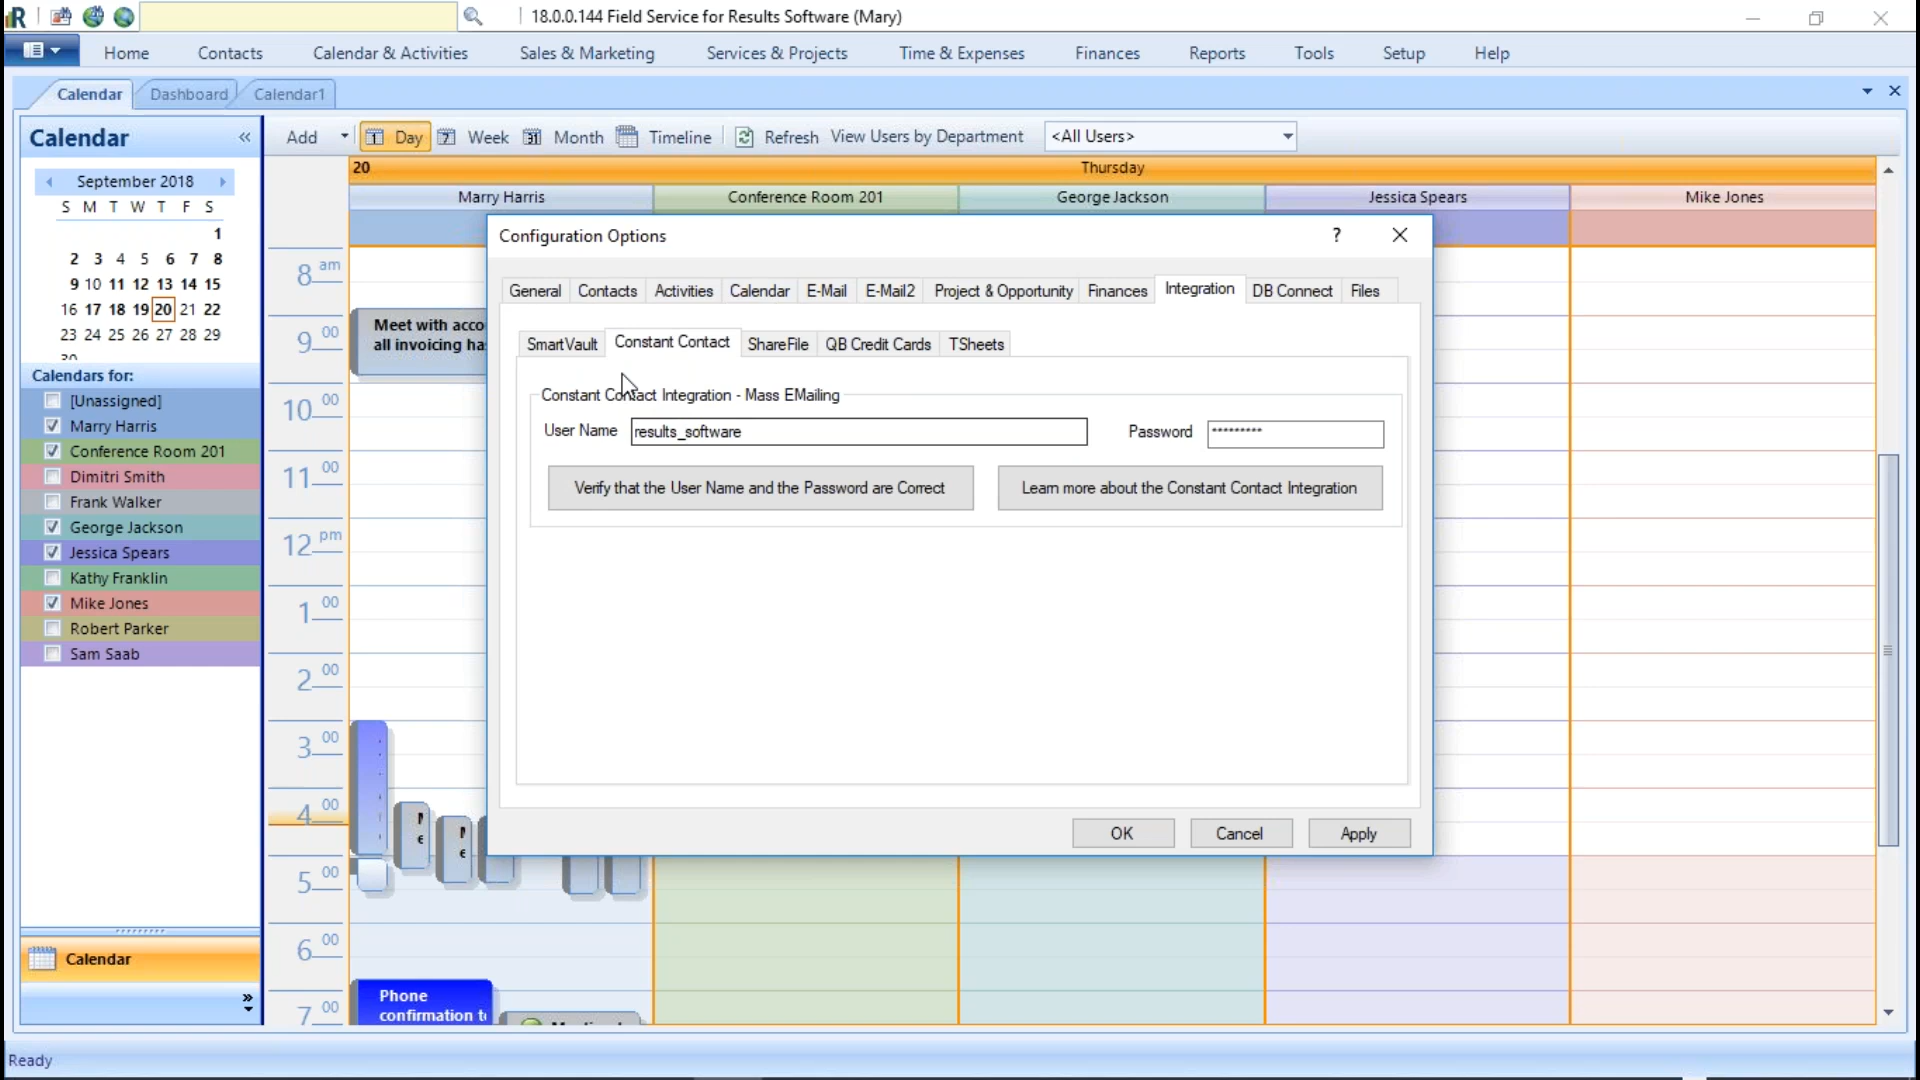 18.0.0.144 Field Service for Results Software (Mary)
Home Contacts Calendar & Activities Sales & Marketing Services & Projects Time & Expenses Finances Reports Tools Setup Help
Calendar Dashboard Calendar1
Calendar «
Add Day Week Month Timeline Refresh View Users by Department <All Users>
20 Thursday
Marry Harris Conference Room 201 George Jackson Jessica Spears Mike Jones
September 2018
S M T W T F S
1
2 3 4 5 6 7 8
9 10 11 12 13 14 15
16 17 18 19 20 21 22
23 24 25 26 27 28 29
30
Calendars for:
[Unassigned]
Marry Harris
Conference Room 201
Dimitri Smith
Frank Walker
George Jackson
Jessica Spears
Kathy Franklin
Mike Jones
Robert Parker
Sam Saab
Calendar
»
8 am
9 00
10 00
11 00
12 pm
1 00
2 00
3 00
4 00
5 00
6 00
7 00
Meet with acco
all invoicing ha
Phone
confirmation t
Configuration Options ?
General Contacts Activities Calendar E-Mail E-Mail2 Project & Opportunity Finances Integration DB Connect Files
SmartVault Constant Contact ShareFile QB Credit Cards TSheets
Constant Contact Integration - Mass EMailing
User Name results_software Password *********
Verify that the User Name and the Password are Correct Learn more about the Constant Contact Integration
OK Cancel Apply
Ready